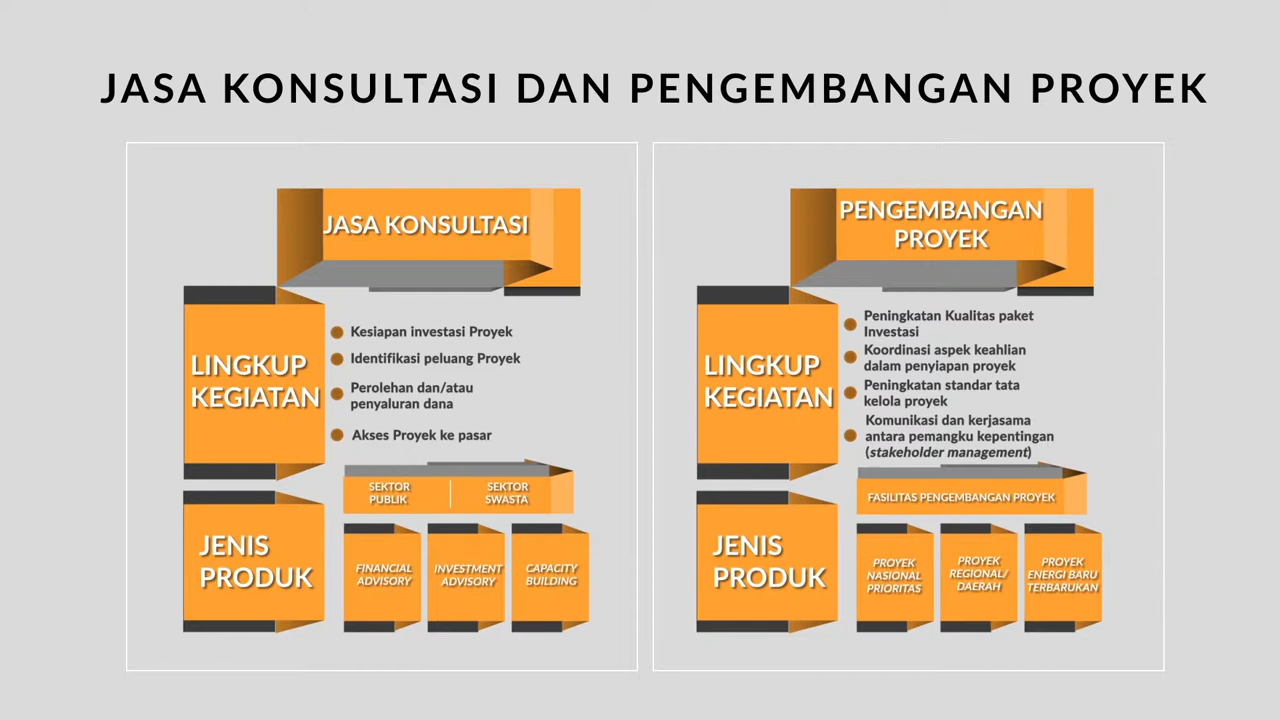 JASA KONSULTASI DAN PENGEMBANGAN PROYEK
JASA KONSULTASI
LINGKUP
KEGIATAN
Kesiapan investasi Proyek
Identifikasi peluang Proyek
Perolehan dan/atau
penyaluran dana
Akses Proyek ke pasar
JENIS
PRODUK
SEKTOR
PUBLIK
SEKTOR
SWASTA
FINANCIAL
ADVISORY
INVESTMENT
ADVISORY
CAPACITY
BUILDING
PENGEMBANGAN
PROYEK
LINGKUP
KEGIATAN
Peningkatan Kualitas paket
Investasi
Koordinasi aspek keahlian
dalam penyiapan proyek
Peningkatan standar tata
kelola proyek
Komunikasi dan kerjasama
antara pemangku kepentingan
(stakeholder management)
JENIS
PRODUK
FASILITAS PENGEMBANGAN PROYEK
PROYEK
NASIONAL
PRIORITAS
PROYEK
REGIONAL/
DAERAH
PROYEK
ENERGI BARU
TERBARUKAN